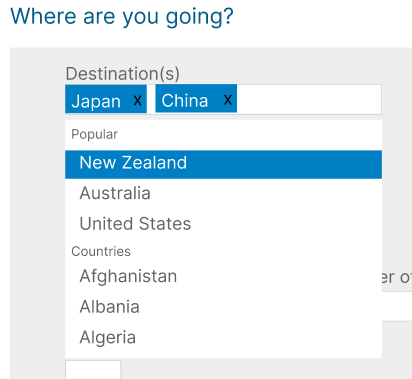 Where are you going?
Destination(s)
Japan x China x
Popular
New Zealand
Australia
United States
Countries
Afghanistan
Albania
Algeria